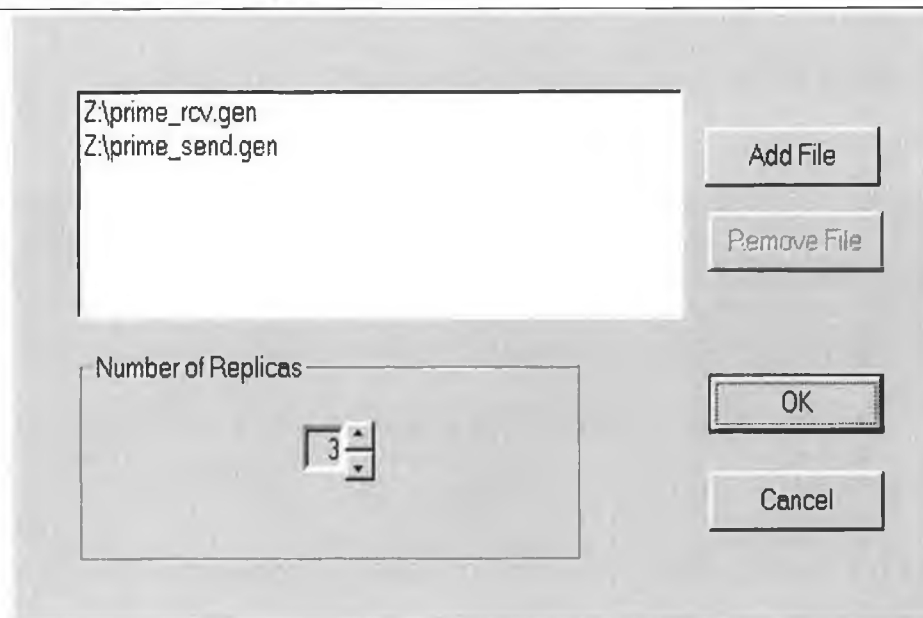 Z:\prime_rcv.gen
Z:\prime_send.gen
Add File
Remove File
Number of Replicas
3
OK
Cancel